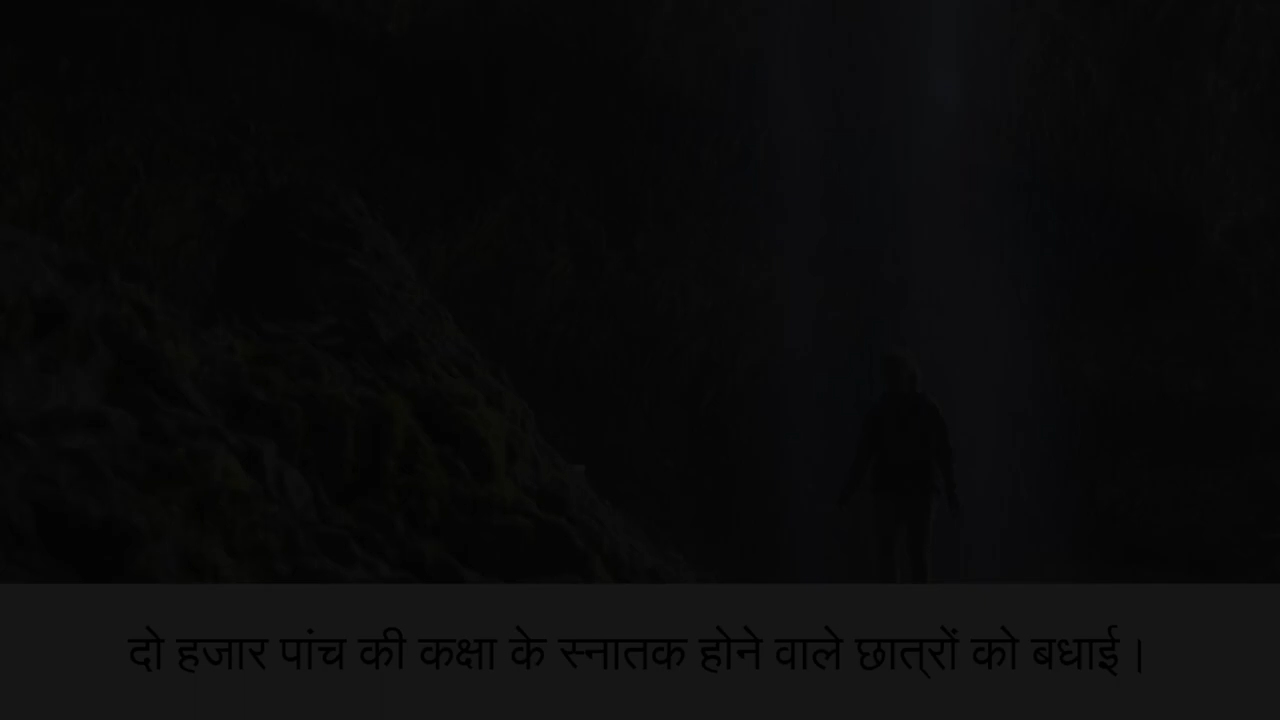 दो हजार पांच की कक्षा के स्नातक होने वाले छात्रों को बधाई।